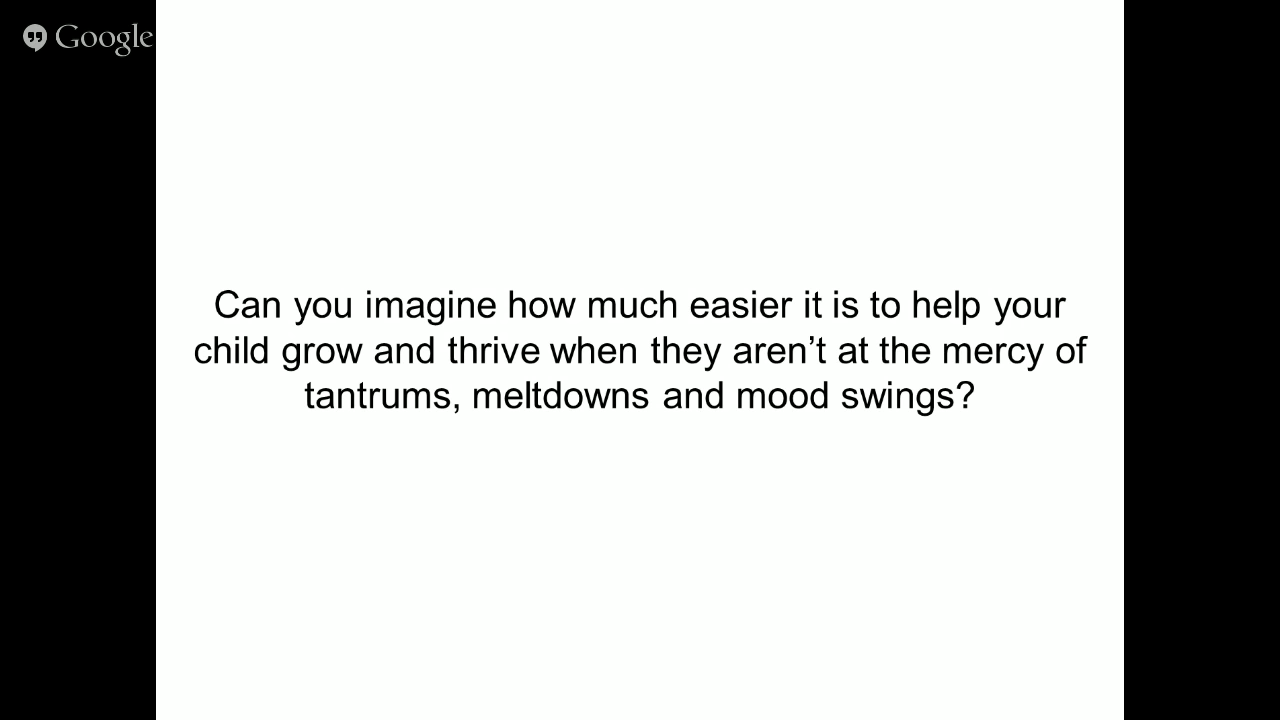 Google
Can you imagine how much easier it is to help your
child grow and thrive when they aren’t at the mercy of
tantrums, meltdowns and mood swings?